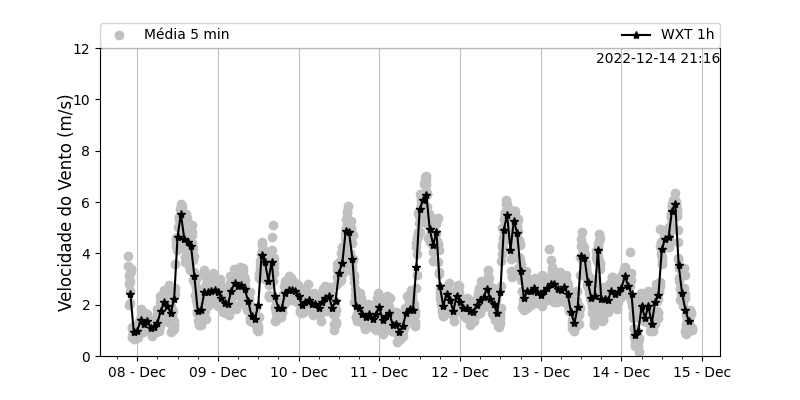 Média 5 min
WXT 1h
2022-12-14 21:16
Velocidade do Vento (m/s)
12
10
8
6
4
2
0
08 - Dec
09 - Dec
10 - Dec
11 - Dec
12 - Dec
13 - Dec
14 - Dec
15 - Dec